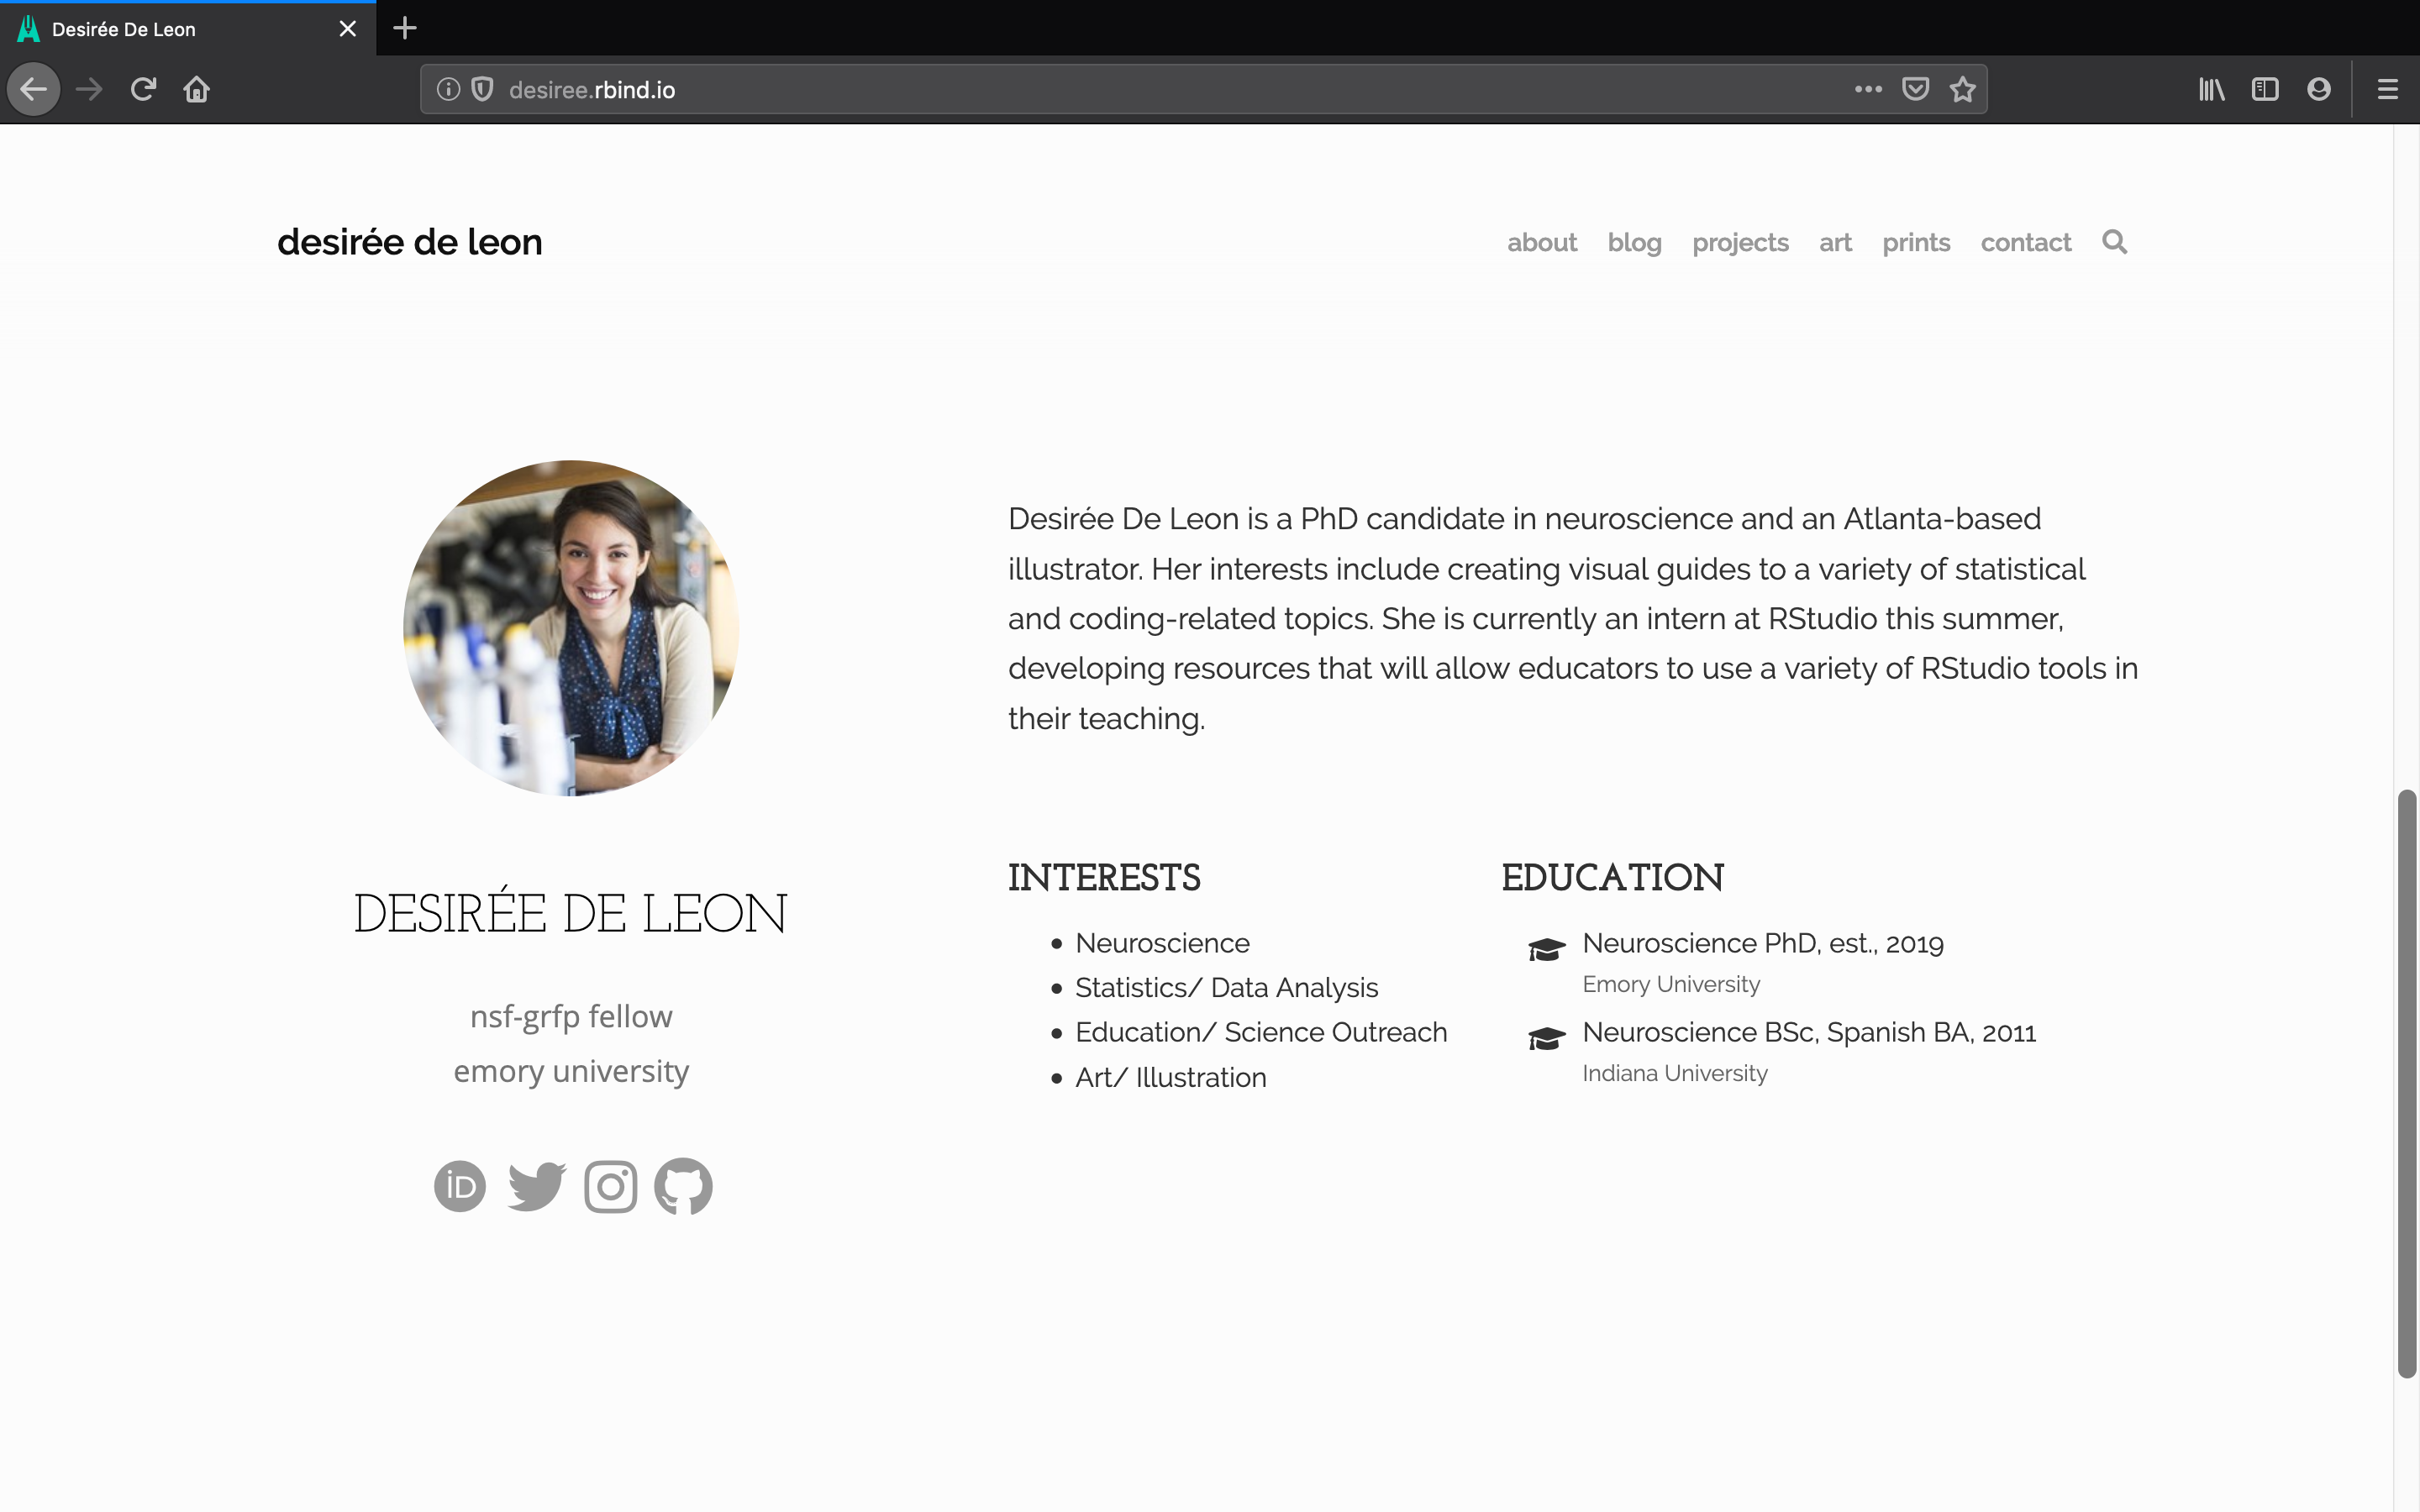 Desirée De Leon
desiree.rbind.io
desirée de leon
about blog projects art prints contact
Desirée De Leon is a PhD candidate in neuroscience and an Atlanta-based
illustrator. Her interests include creating visual guides to a variety of statistical
and coding-related topics. She is currently an intern at RStudio this summer,
developing resources that will allow educators to use a variety of RStudio tools in
their teaching.
DESIRÉE DE LEON
nsf-grfp fellow
emory university
iD
INTERESTS
• Neuroscience
• Statistics/ Data Analysis
• Education/ Science Outreach
• Art/ Illustration
EDUCATION
Neuroscience PhD, est., 2019
Emory University
Neuroscience BSc, Spanish BA, 2011
Indiana University